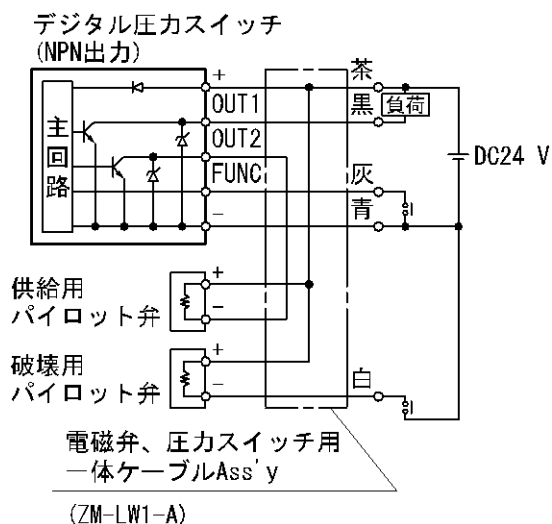 デジタル圧力スイッチ
(NPN出力)
主回路
+
OUT1
OUT2
FUNC
-
茶
黒
負荷
灰
青
DC24 V
供給用
パイロット弁
+
-
破壊用
パイロット弁
+
-
白
電磁弁、圧力スイッチ用
一体ケーブルAss'y
(ZM-LW1-A)